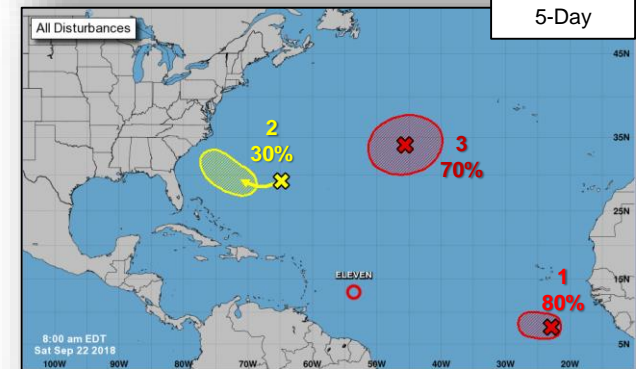 5-Day
All Disturbances
45N
2
30%
3
70%
35N
25N
ELEVEN
15N
1
80%
8:00 am EDT
Sat Sep 22 2018
5N
100W 90W 80W 70W 60W 50W 40W 30W 20W